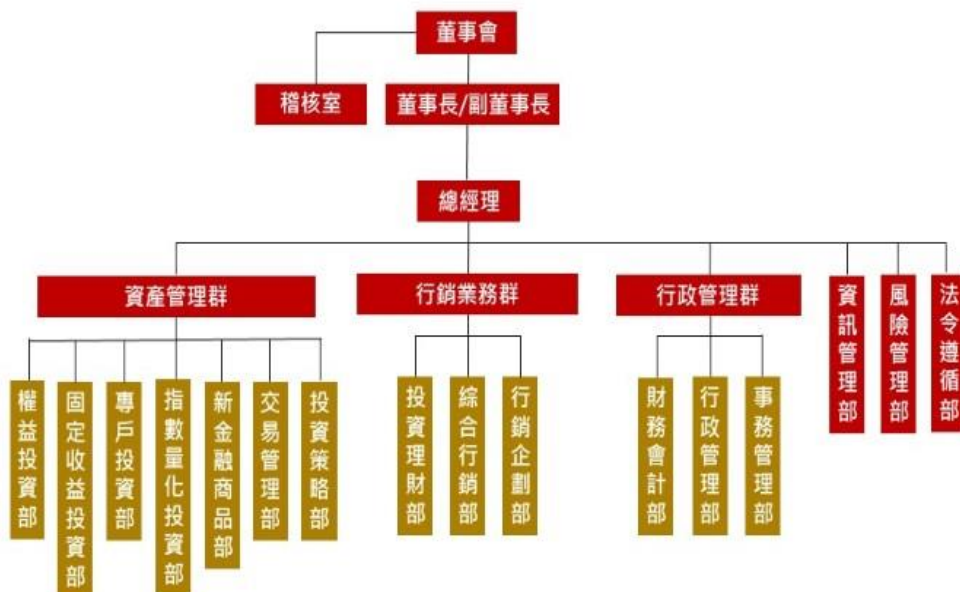 董事會
稽核室
董事長/副董事長
總經理
資產管理群
行銷業務群
行政管理群
資訊管理部
風險管理部
法令遵循部
權益投資部
固定收益投資部
專戶投資部
指數量化投資部
新金融商品部
交易管理部
投資策略部
投資理財部
綜合行銷部
行銷企劃部
財務會計部
行政管理部
事務管理部